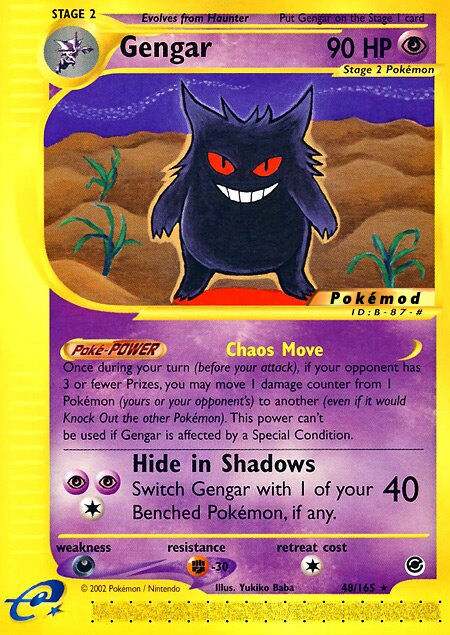 STAGE 2
Evolves from Haunter
Put Gengar on the Stage 1 card
Gengar
90 HP
Stage 2 Pokémon
Pokémod
ID:B-87-#
Poké-POWER
Chaos Move
Once during your turn (before your attack), if your opponent has
3 or fewer Prizes, you may move 1 damage counter from 1
Pokémon (yours or your opponent's) to another (even if it would
Knock Out the other Pokémon). This power can't
be used if Gengar is affected by a Special Condition.
Hide in Shadows
Switch Gengar with 1 of your
Benched Pokémon, if any.
40
weakness
resistance
retreat cost
-30
© 2002 Pokémon / Nintendo
Illus. Yukiko Baba
48/165 ★
e